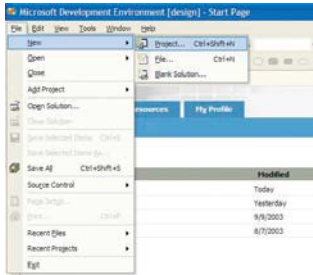 Microsoft Development Environment [design] - Start Page
File Edit View Tools Window Help
New
Project... Ctrl+Shift+N
File... Ctrl+N
Blank Solution...
Open
Close
Add Project
Open Solution...
Close Solution
Save Selected Items Ctrl+S
Save Selected Items As...
Save All Ctrl+Shift+S
Source Control
Page Setup...
Print... Ctrl+P
Recent Files
Recent Projects
Exit
My Profile
Modified
Today
Yesterday
9/9/2003
8/7/2003